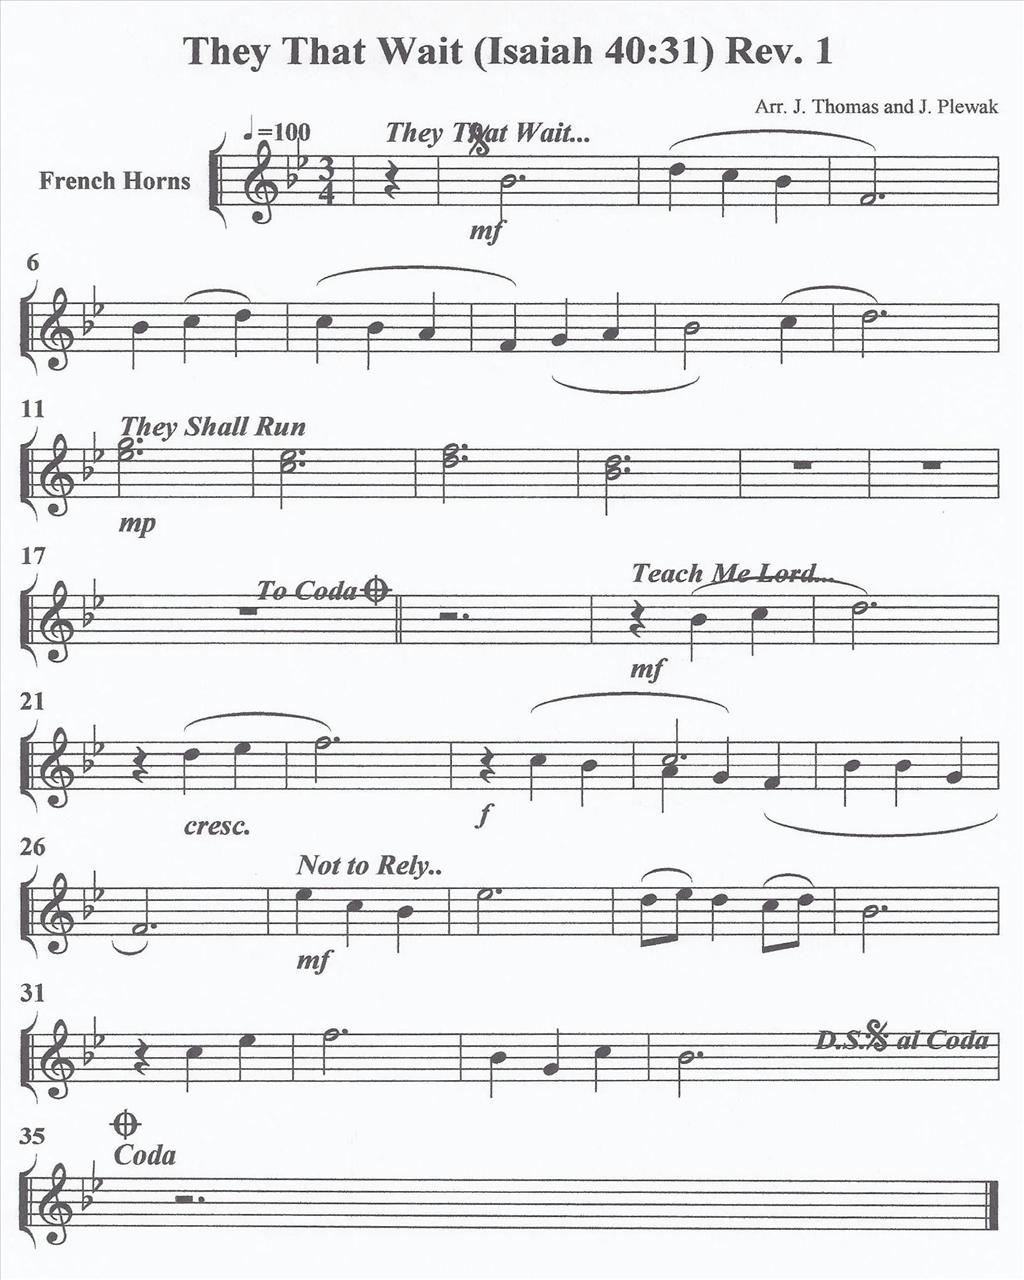 They That Wait (Isaiah 40:31) Rev. 1
Arr. J. Thomas and J. Plewak
♩=100
They That Wait...
French Horns
3
4
mf
6
11
They Shall Run
mp
17
To Coda
Teach Me Lord...
mf
21
cresc.
f
26
Not to Rely..
mf
31
D.S. al Coda
35
Coda